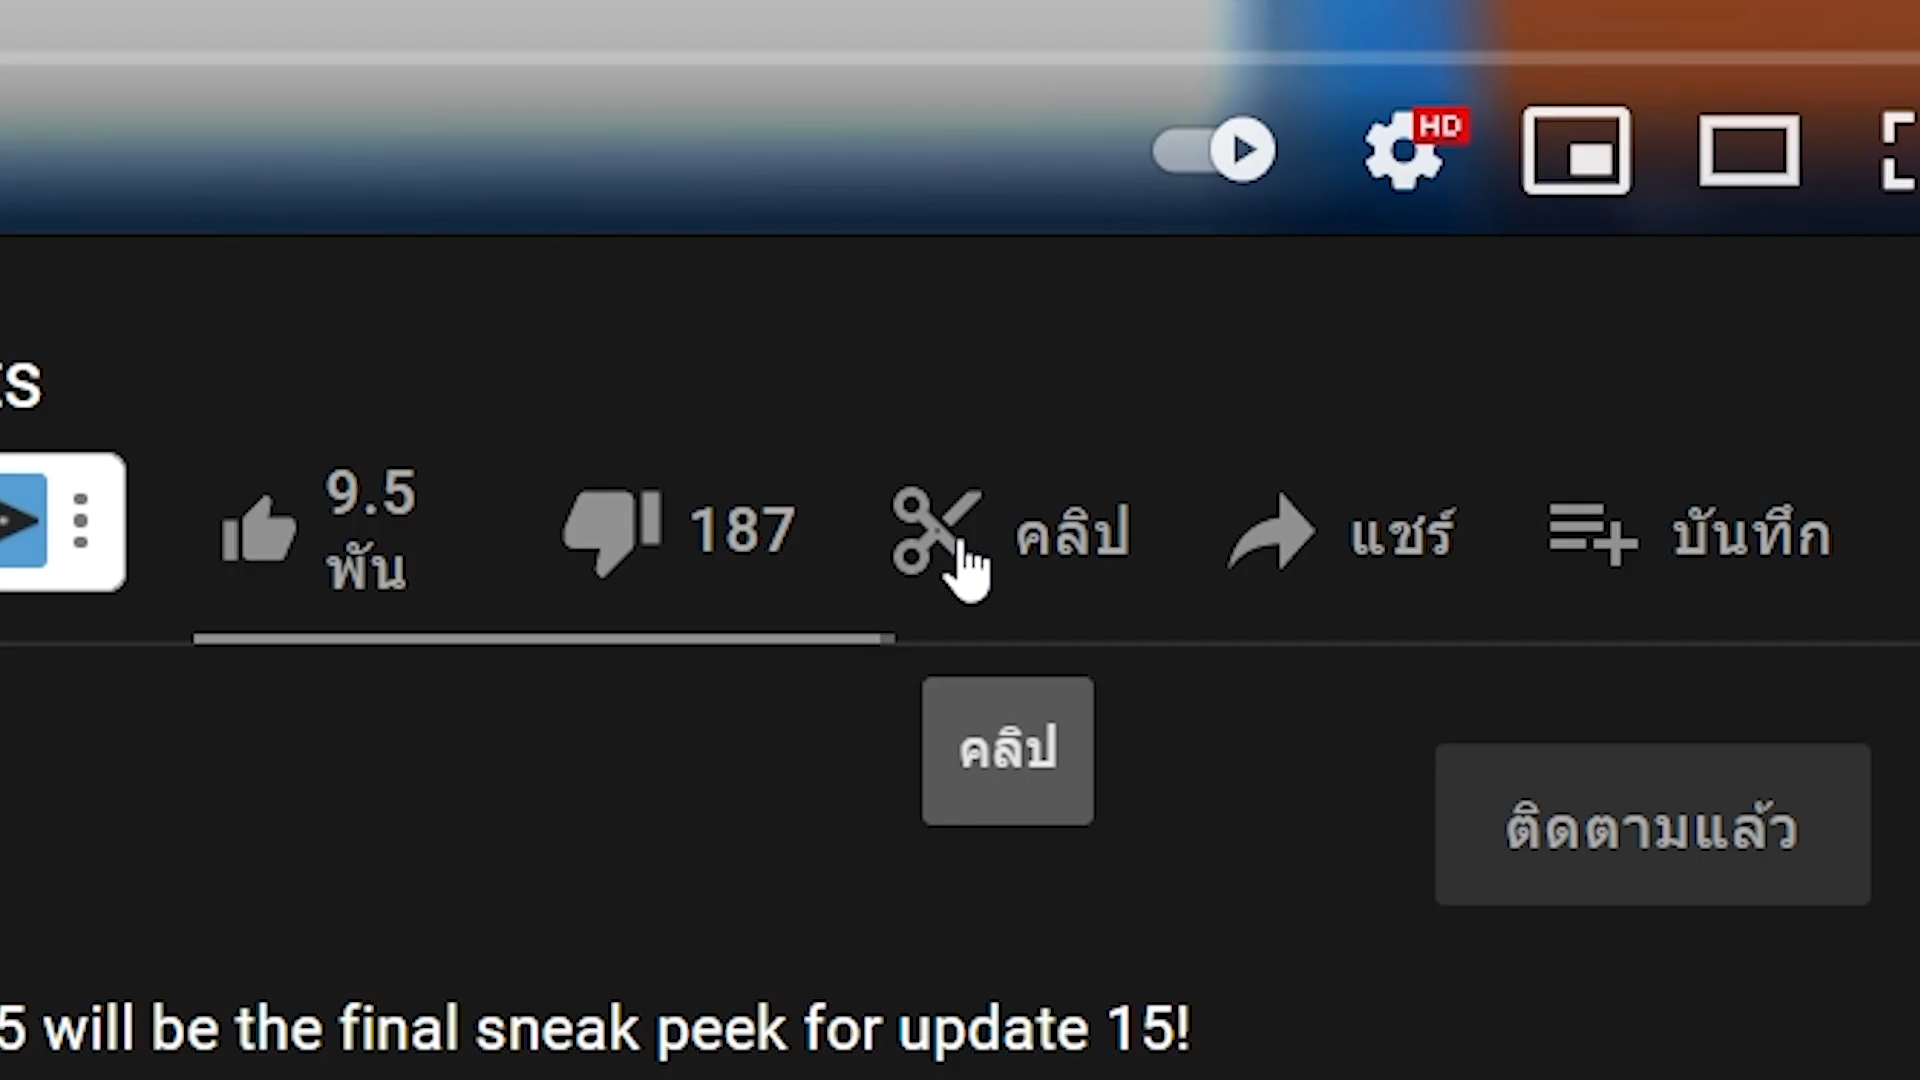 HD
ts
9.5
พัน
187
คลิป
แชร์
บันทึก
คลิป
ติดตามแล้ว
5 will be the final sneak peek for update 15!